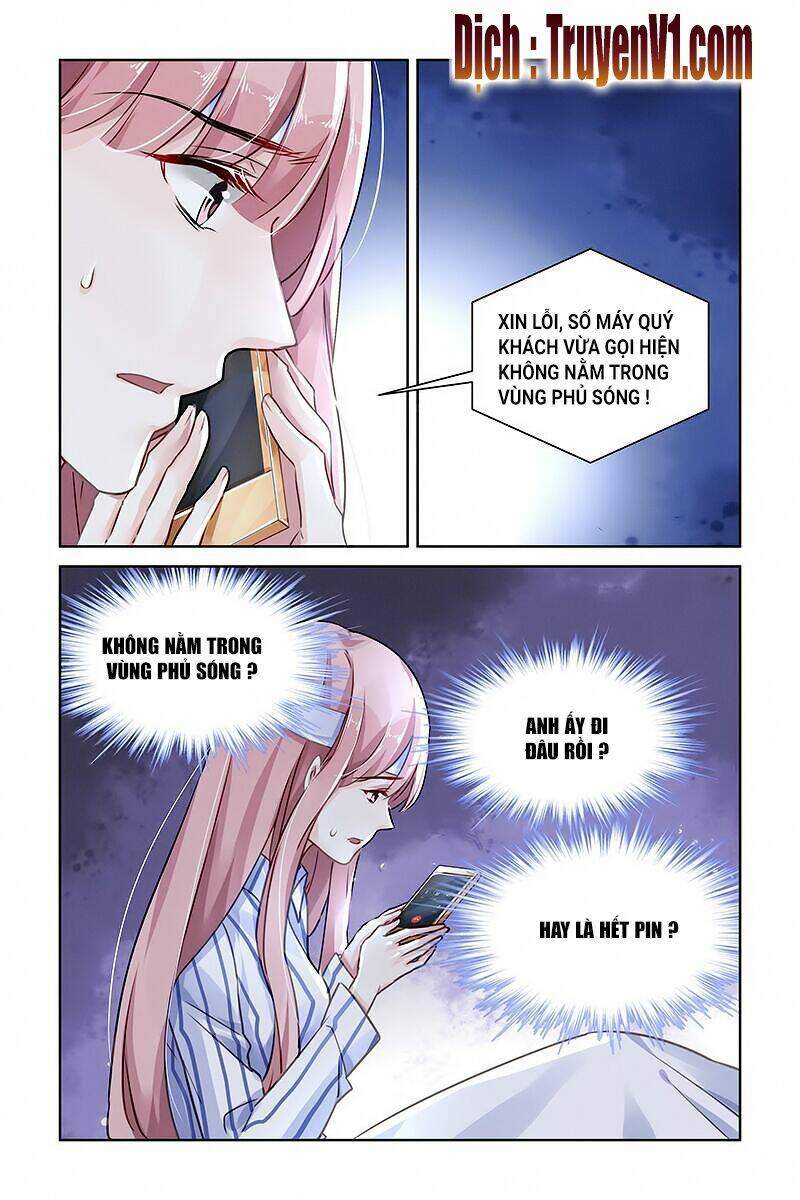 Dịch : TruyenV1.com
XIN LỖI, SỐ MÁY QUÝ
KHÁCH VỪA GỌI HIỆN
KHÔNG NẰM TRONG
VÙNG PHỦ SÓNG !
KHÔNG NẰM TRONG
VÙNG PHỦ SÓNG ?
ANH ẤY ĐI
ĐÂU RỒI ?
HAY LÀ HẾT PIN ?